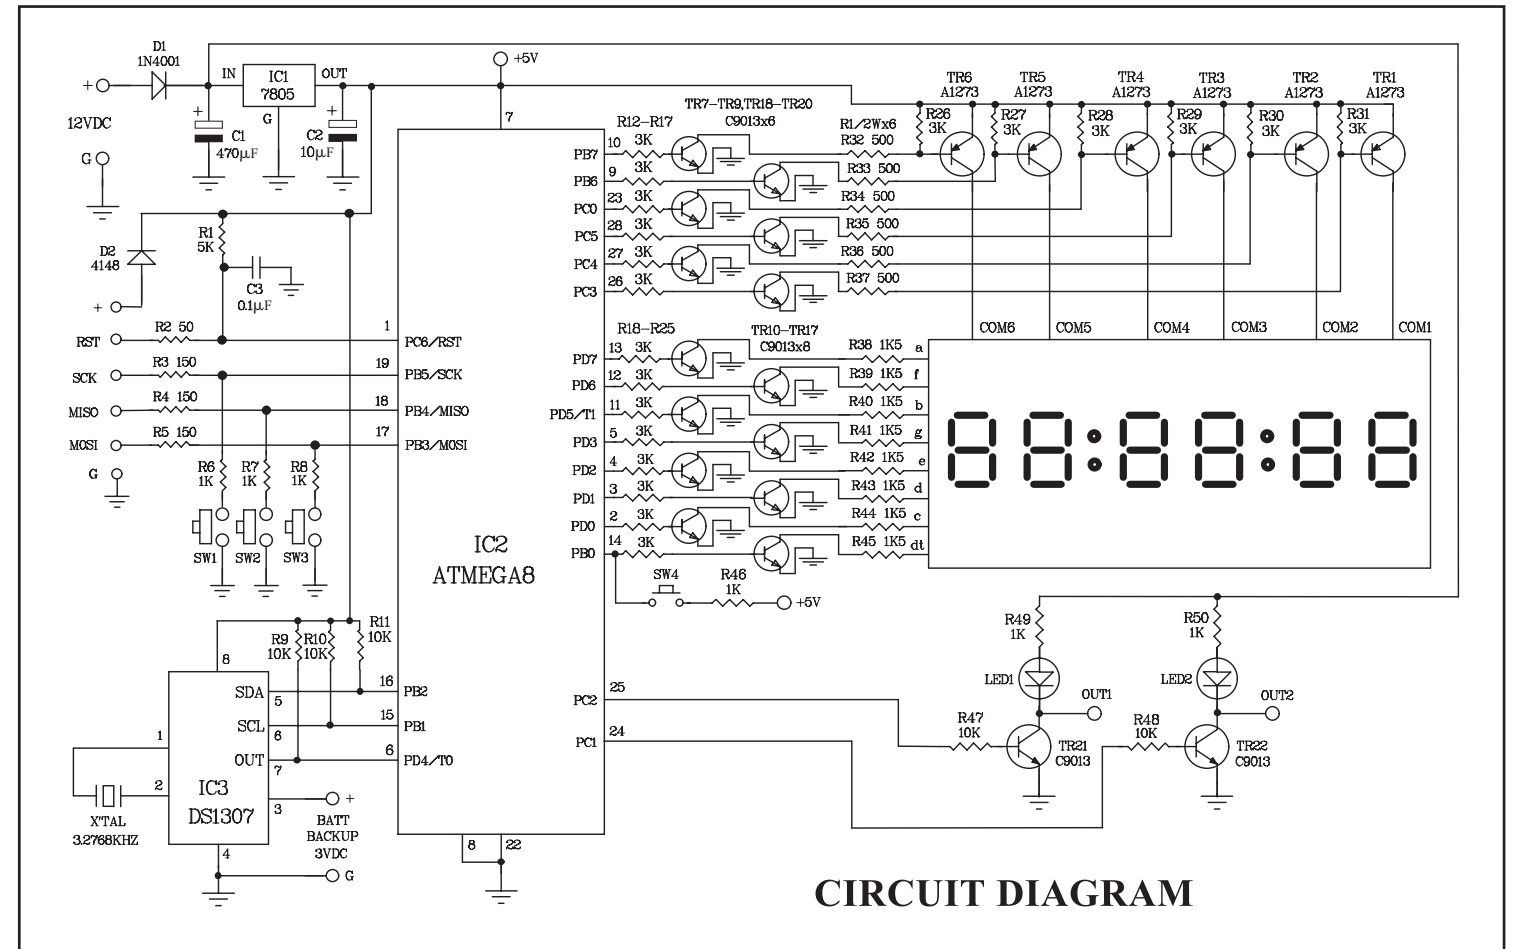 D1
1N4001
+
12VDC
G
IN
IC1
7805
OUT
G
+
C1
470µF
+
C2
10µF
+5V
7
R1
5K
D2
4148
+
C3
0.1µF
RST
R2 50
1
PC6/RST
SCK
R3 150
19
PB5/SCK
MISO
R4 150
18
PB4/MISO
MOSI
R5 150
17
PB3/MOSI
G
R6
1K
R7
1K
R8
1K
SW1
SW2
SW3
IC2
ATMEGA8
TR7-TR9,TR18-TR20
C9013x6
R12-R17
R1/2Wx6
PB7
10
3K
R32 500
PB6
9
3K
R33 500
PC0
23
3K
R34 500
PC5
28
3K
R35 500
PC4
27
3K
R36 500
PC3
26
3K
R37 500
TR6
A1273
TR5
A1273
TR4
A1273
TR3
A1273
TR2
A1273
TR1
A1273
R26
3K
R27
3K
R28
3K
R29
3K
R30
3K
R31
3K
COM6
COM5
COM4
COM3
COM2
COM1
R18-R25
TR10-TR17
C9013x8
PD7
13
3K
R38 1K5
a
PD6
12
3K
R39 1K5
f
PD5/T1
11
3K
R40 1K5
b
PD3
5
3K
R41 1K5
g
PD2
4
3K
R42 1K5
e
PD1
3
3K
R43 1K5
d
PD0
2
3K
R44 1K5
c
PB0
14
3K
R45 1K5
dt
88:88:88
SW4
R46
1K
+5V
R9
10K
R10
10K
R11
10K
8
SDA
5
16
PB2
SCL
6
15
PB1
OUT
7
6
PD4/T0
1
2
IC3
DS1307
3
+
X'TAL
3.2768KHZ
BATT
BACKUP
3VDC
4
G
8
22
PC2
25
PC1
24
R47
10K
R48
10K
R49
1K
R50
1K
LED1
LED2
OUT1
OUT2
TR21
C9013
TR22
C9013
CIRCUIT DIAGRAM